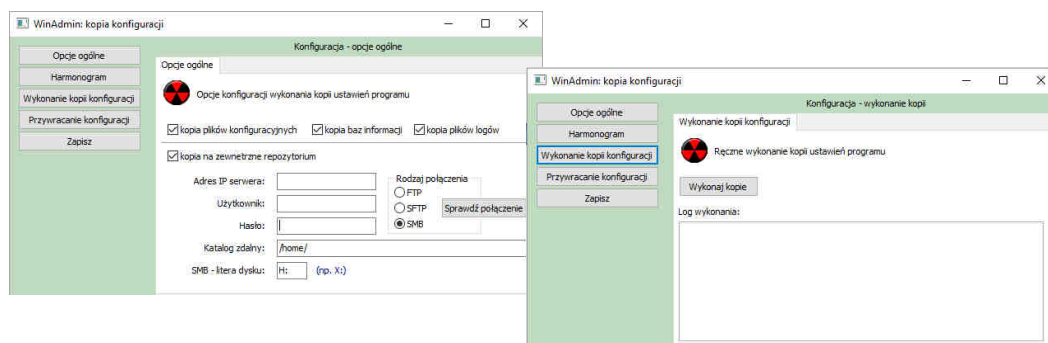 WinAdmin: kopia konfiguracji
Konfiguracja - opcje ogólne
Opcje ogólne
Harmonogram
Wykonanie kopii konfiguracji
Przywracanie konfiguracji
Zapisz
Opcje ogólne
Opcje konfiguracji wykonania kopii ustawień programu
kopia plików konfiguracyjnych kopia baz informacji kopia plików logów
kopia na zewnetrzne repozytorium
Adres IP serwera:
Użytkownik:
Hasło:
Rodzaj połączenia
FTP
SFTP
SMB
Sprawdź połączenie
Katalog zdalny: /home/
SMB - litera dysku: H: (np. X:)
WinAdmin: kopia konfiguracji
Konfiguracja - wykonanie kopii
Opcje ogólne
Harmonogram
Wykonanie kopii konfiguracji
Przywracanie konfiguracji
Zapisz
Wykonanie kopii konfiguracji
Ręczne wykonanie kopii ustawień programu
Wykonaj kopie
Log wykonania: